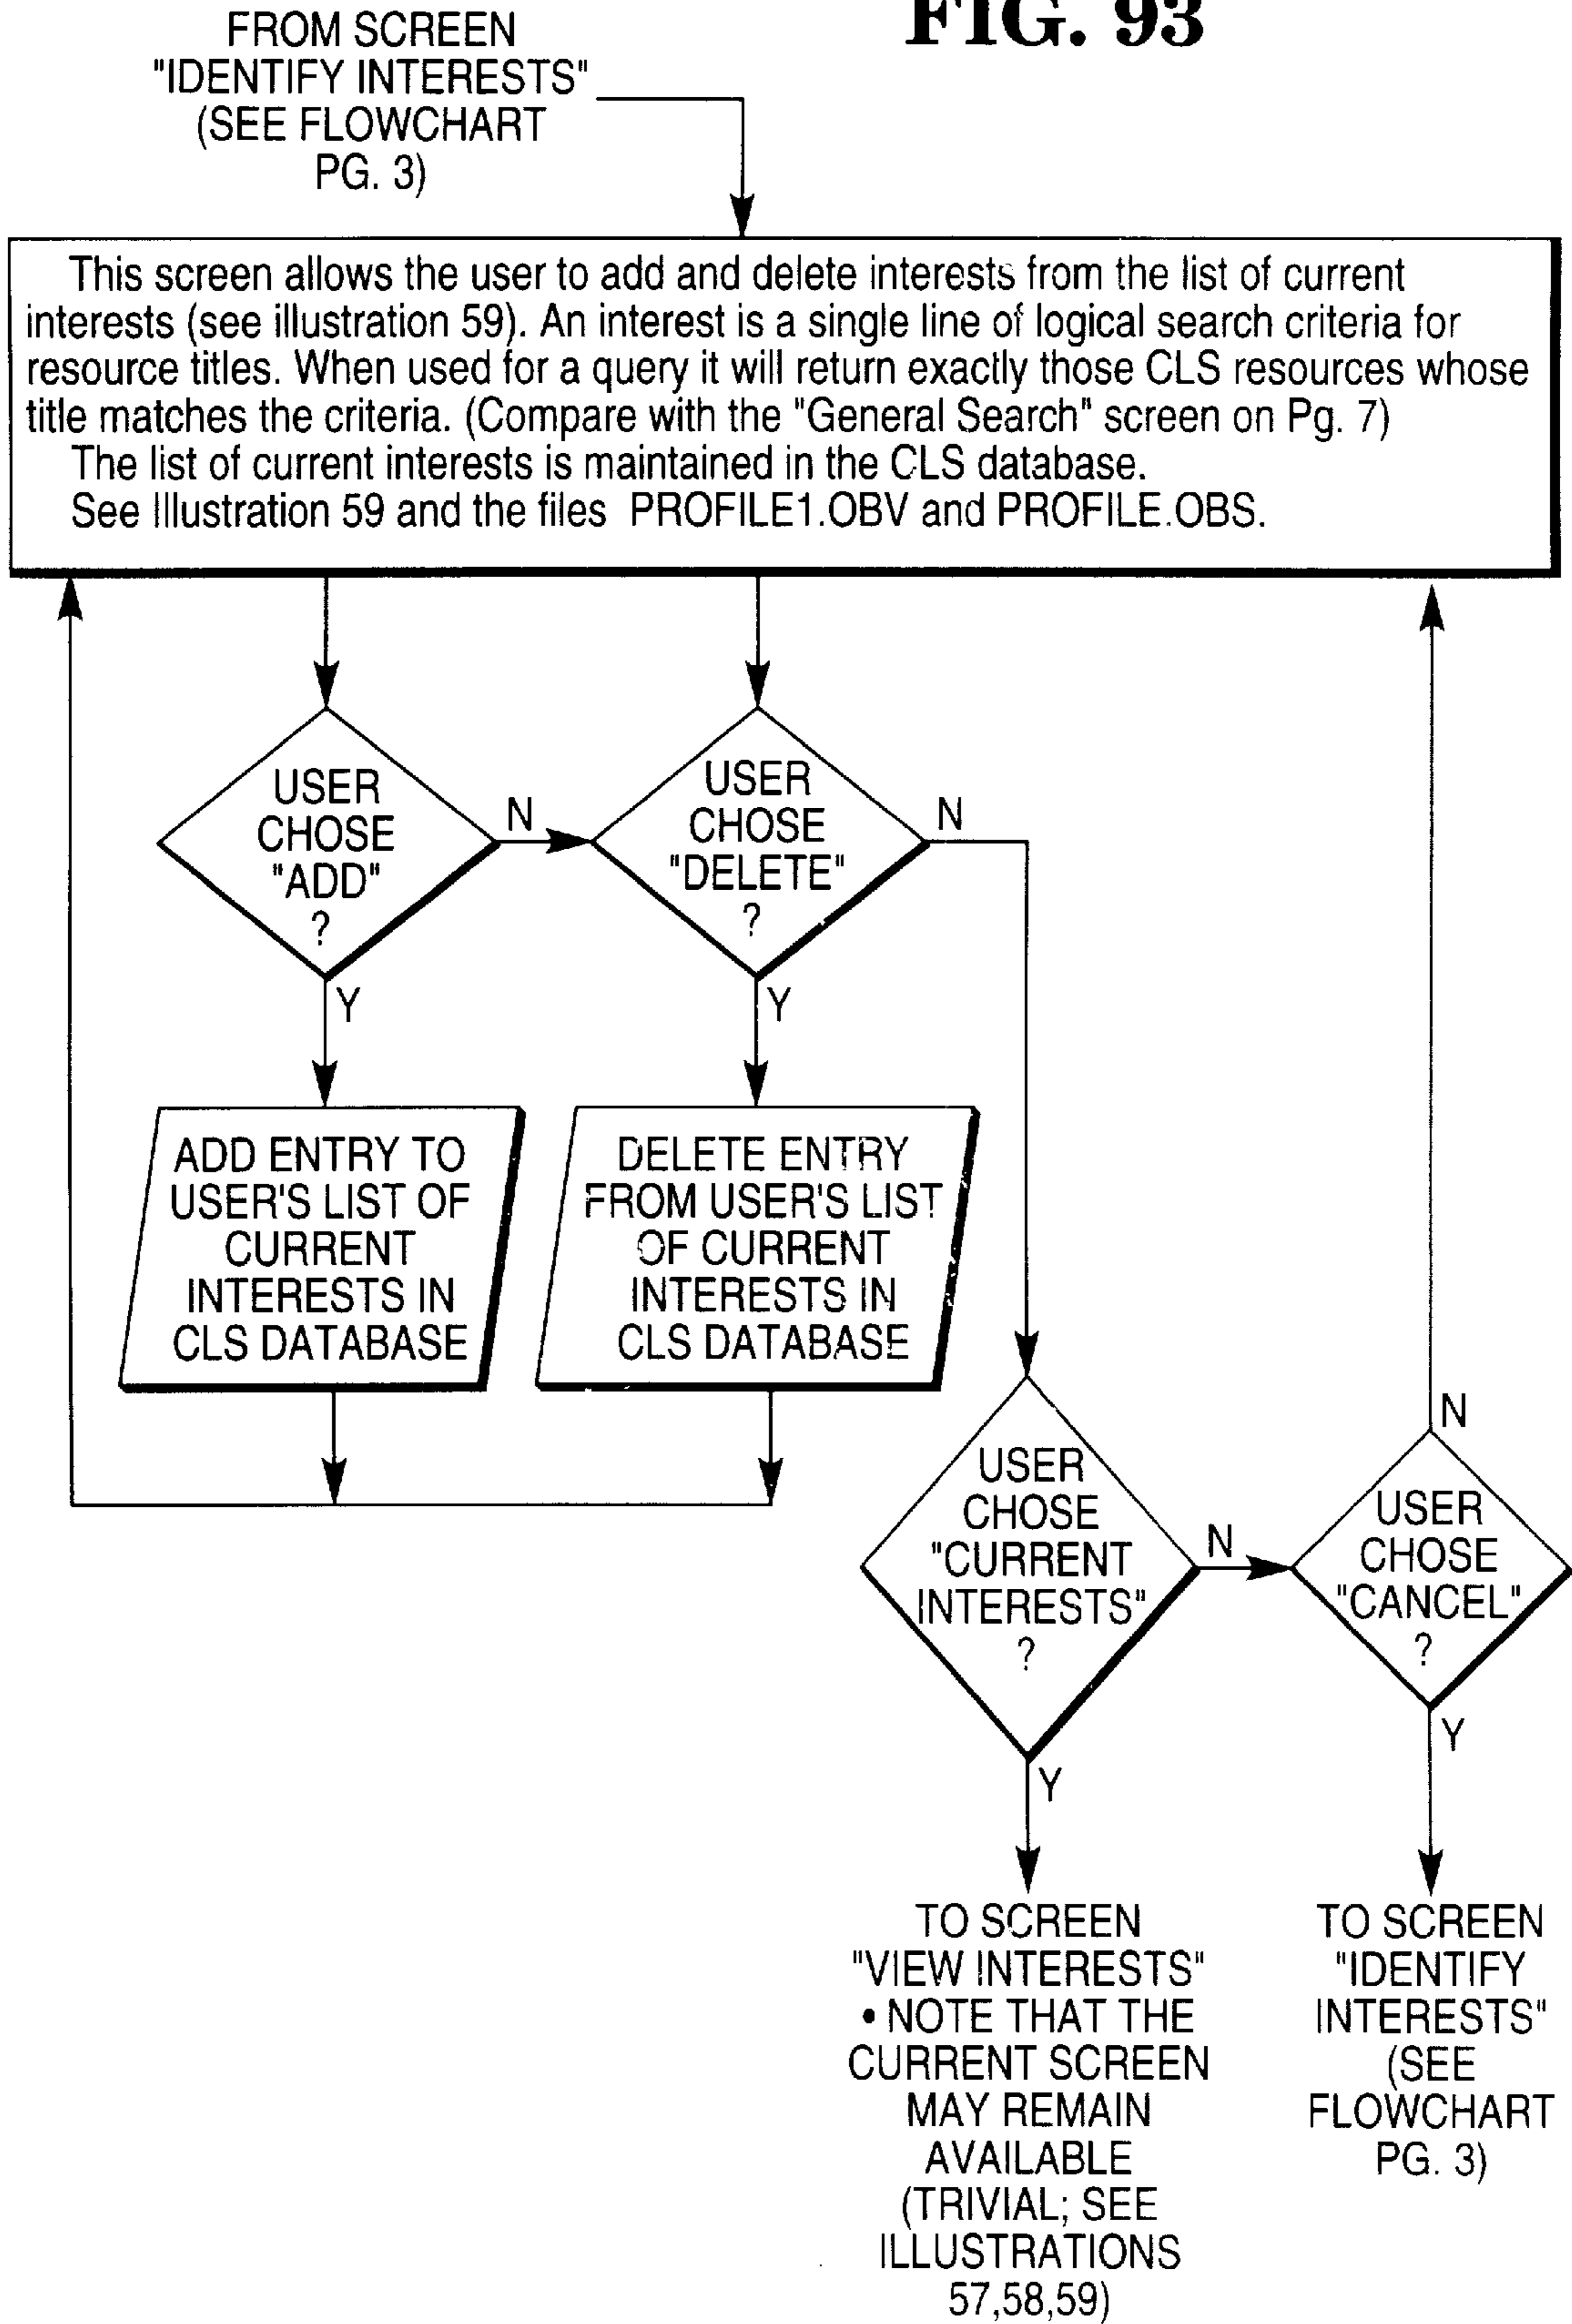 FIG. 93
FROM SCREEN
"IDENTIFY INTERESTS"
(SEE FLOWCHART
PG. 3)
This screen allows the user to add and delete interests from the list of current
interests (see illustration 59). An interest is a single line of logical search criteria for
resource titles. When used for a query it will return exactly those CLS resources whose
title matches the criteria. (Compare with the "General Search" screen on Pg. 7)
The list of current interests is maintained in the CLS database.
See Illustration 59 and the files PROFILE1.OBV and PROFILE.OBS.
USER
CHOSE
"ADD"
?
N
Y
USER
CHOSE
"DELETE"
?
N
Y
ADD ENTRY TO
USER'S LIST OF
CURRENT
INTERESTS IN
CLS DATABASE
DELETE ENTRY
FROM USER'S LIST
OF CURRENT
INTERESTS IN
CLS DATABASE
USER
CHOSE
"CURRENT
INTERESTS"
?
N
Y
USER
CHOSE
"CANCEL"
?
N
Y
TO SCREEN
"VIEW INTERESTS"
• NOTE THAT THE
CURRENT SCREEN
MAY REMAIN
AVAILABLE
(TRIVIAL; SEE
ILLUSTRATIONS
57,58,59)
TO SCREEN
"IDENTIFY
INTERESTS"
(SEE
FLOWCHART
PG. 3)